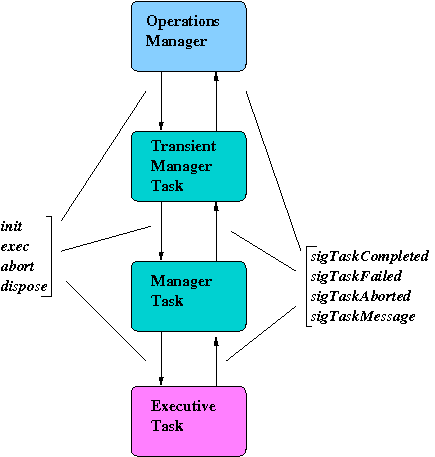 Operations
Manager
Transient
Manager
Task
init
exec
abort
dispose
sigTaskCompleted
sigTaskFailed
sigTaskAborted
sigTaskMessage
Manager
Task
Executive
Task